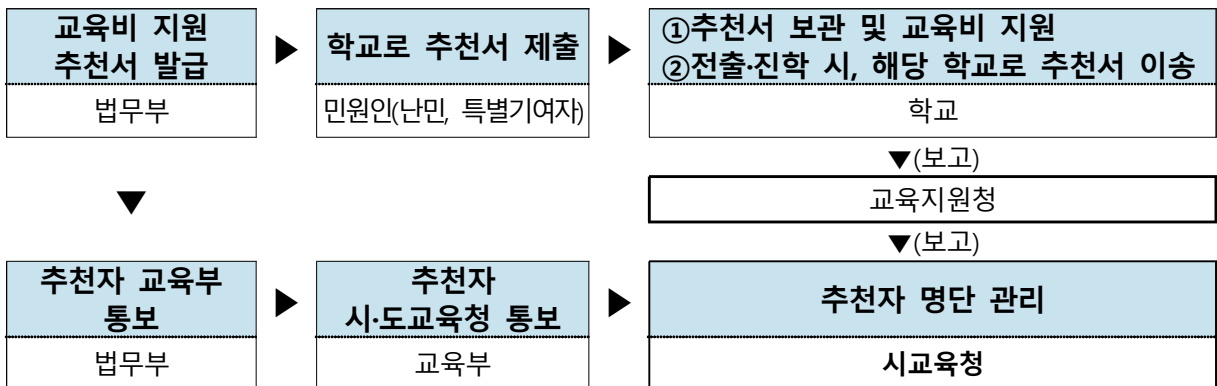 교육비 지원
추천서 발급
법무부
▶
학교로 추천서 제출
민원인(난민, 특별기여자)
▶
①추천서 보관 및 교육비 지원
②전출·진학 시, 해당 학교로 추천서 이송
학교
▼(보고)
교육지원청
▼(보고)
▼
추천자 교육부
통보
법무부
▶
추천자
시·도교육청 통보
교육부
▶
추천자 명단 관리
시교육청